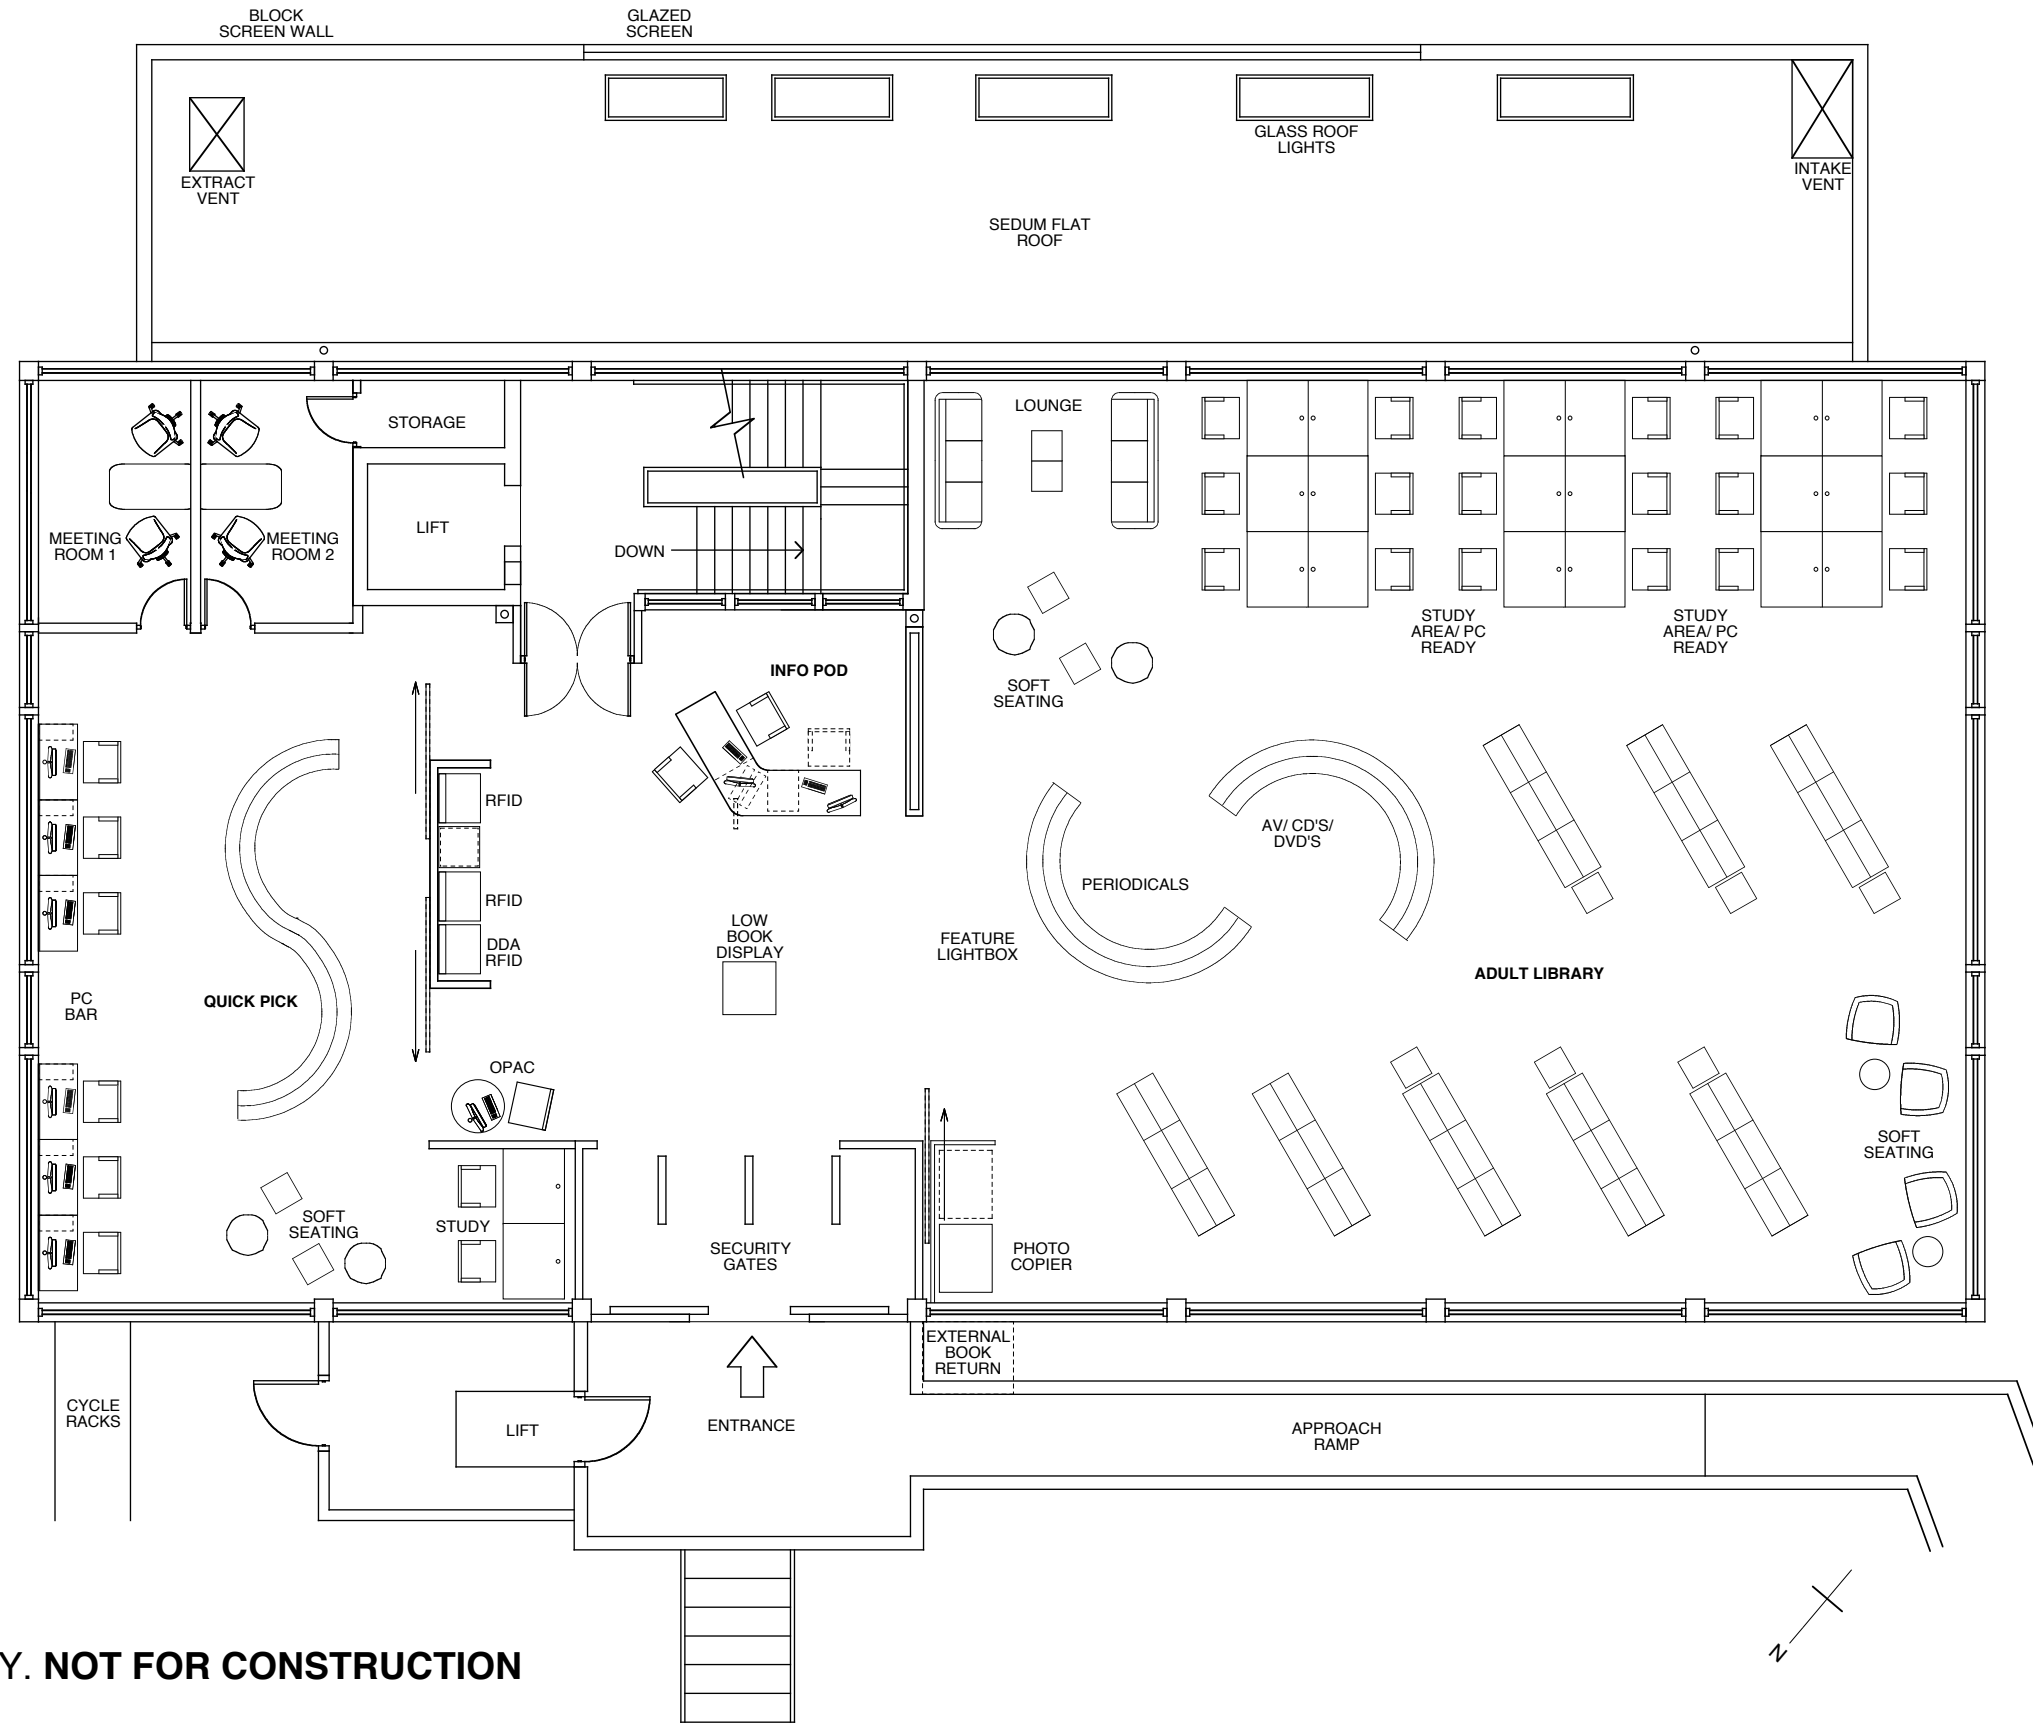 BLOCK
SCREEN WALL
GLAZED
SCREEN
GLASS ROOF
LIGHTS
EXTRACT
VENT
INTAKE
VENT
SEDUM FLAT
ROOF
STORAGE
LOUNGE
LIFT
MEETING
ROOM 1
MEETING
ROOM 2
DOWN
STUDY
AREA/ PC
READY
STUDY
AREA/ PC
READY
INFO POD
SOFT
SEATING
RFID
RFID
DDA
RFID
AV/ CD'S/
DVD'S
PERIODICALS
LOW
BOOK
DISPLAY
FEATURE
LIGHTBOX
ADULT LIBRARY
PC
BAR
QUICK PICK
OPAC
SOFT
SEATING
SOFT
SEATING
STUDY
SECURITY
GATES
PHOTO
COPIER
EXTERNAL
BOOK
RETURN
CYCLE
RACKS
LIFT
ENTRANCE
APPROACH
RAMP
N
Y. NOT FOR CONSTRUCTION